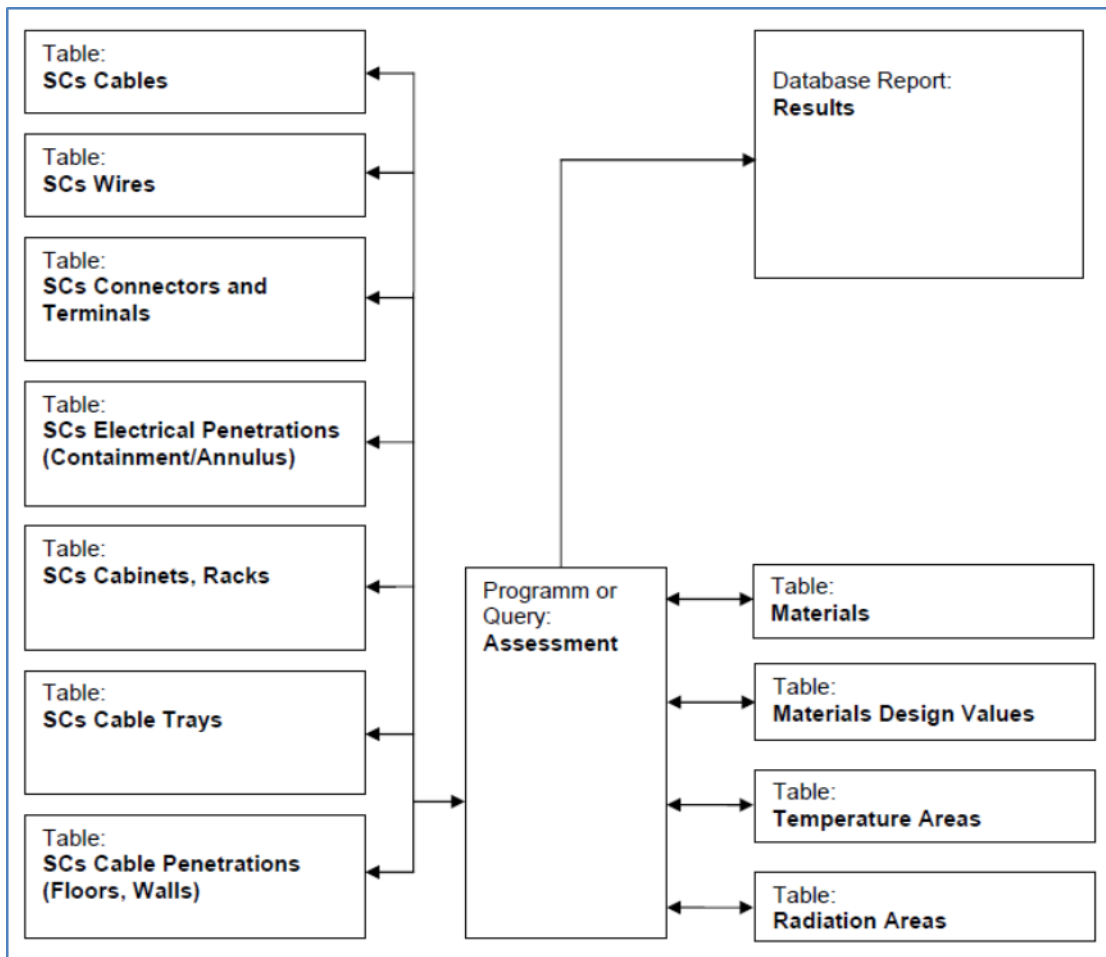 Table:
SCs Cables
Table:
SCs Wires
Table:
SCs Connectors and
Terminals
Table:
SCs Electrical Penetrations
(Containment/Annulus)
Table:
SCs Cabinets, Racks
Table:
SCs Cable Trays
Table:
SCs Cable Penetrations
(Floors, Walls)
Programm or
Query:
Assessment
Database Report:
Results
Table:
Materials
Table:
Materials Design Values
Table:
Temperature Areas
Table:
Radiation Areas